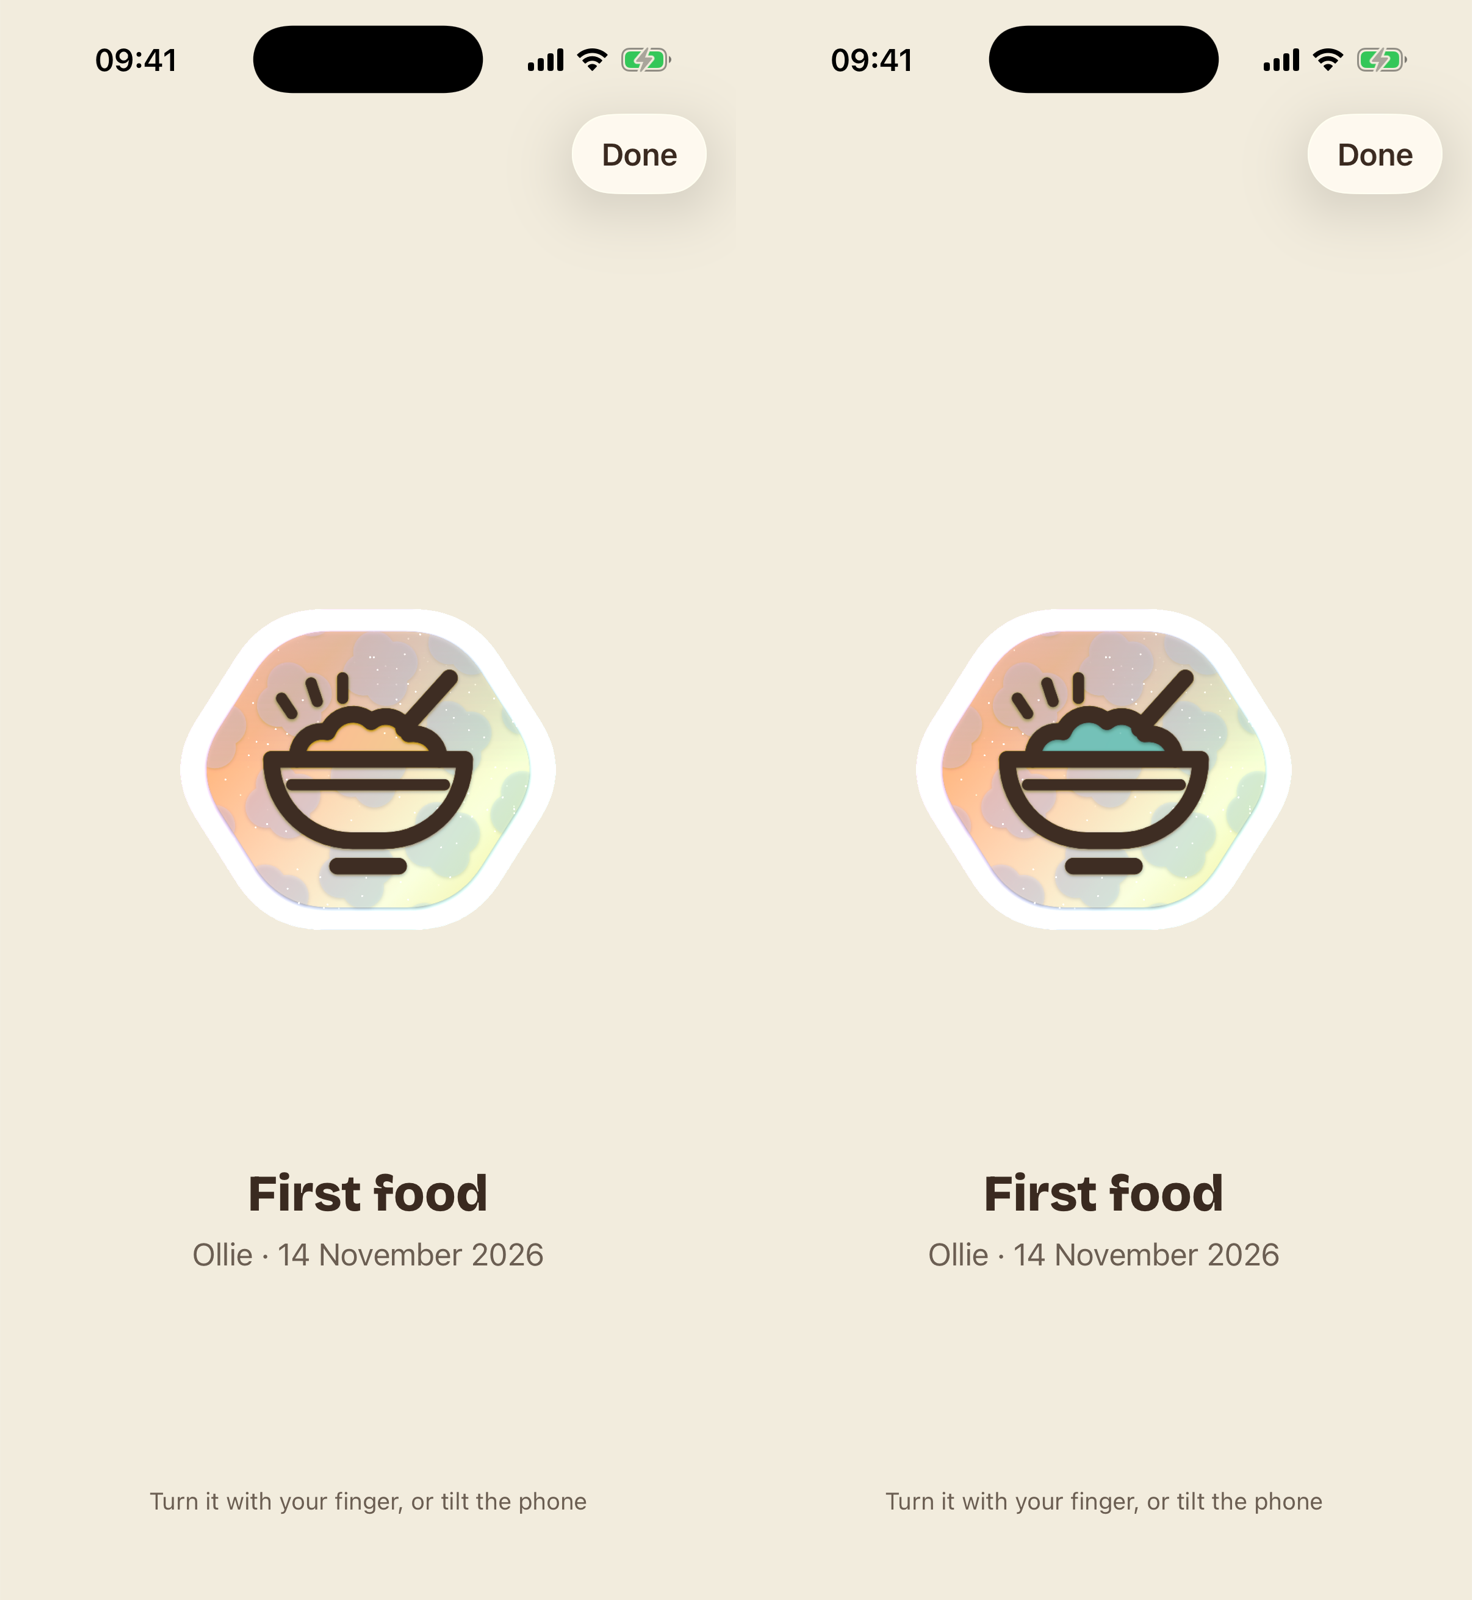 09:41
Done
First food
Ollie · 14 November 2026
Turn it with your finger, or tilt the phone
09:41
Done
First food
Ollie · 14 November 2026
Turn it with your finger, or tilt the phone